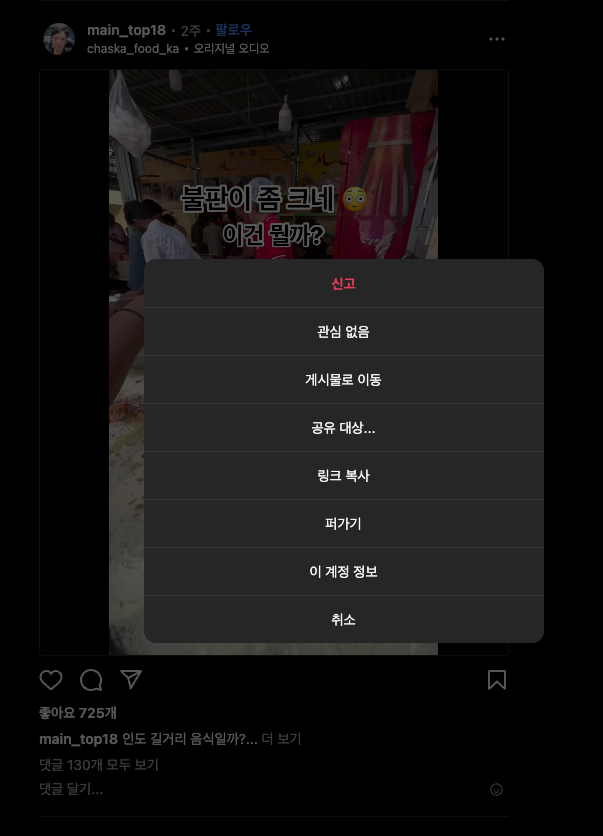 main_top18 • 2주 • 팔로우
chaska_food_ka • 오리지널 오디오
불판이 좀 크네 😳
이건 뭘까?
신고
관심 없음
게시물로 이동
공유 대상...
링크 복사
퍼가기
이 계정 정보
취소
좋아요 725개
main_top18 인도 길거리 음식일까?... 더 보기
댓글 130개 모두 보기
댓글 달기...